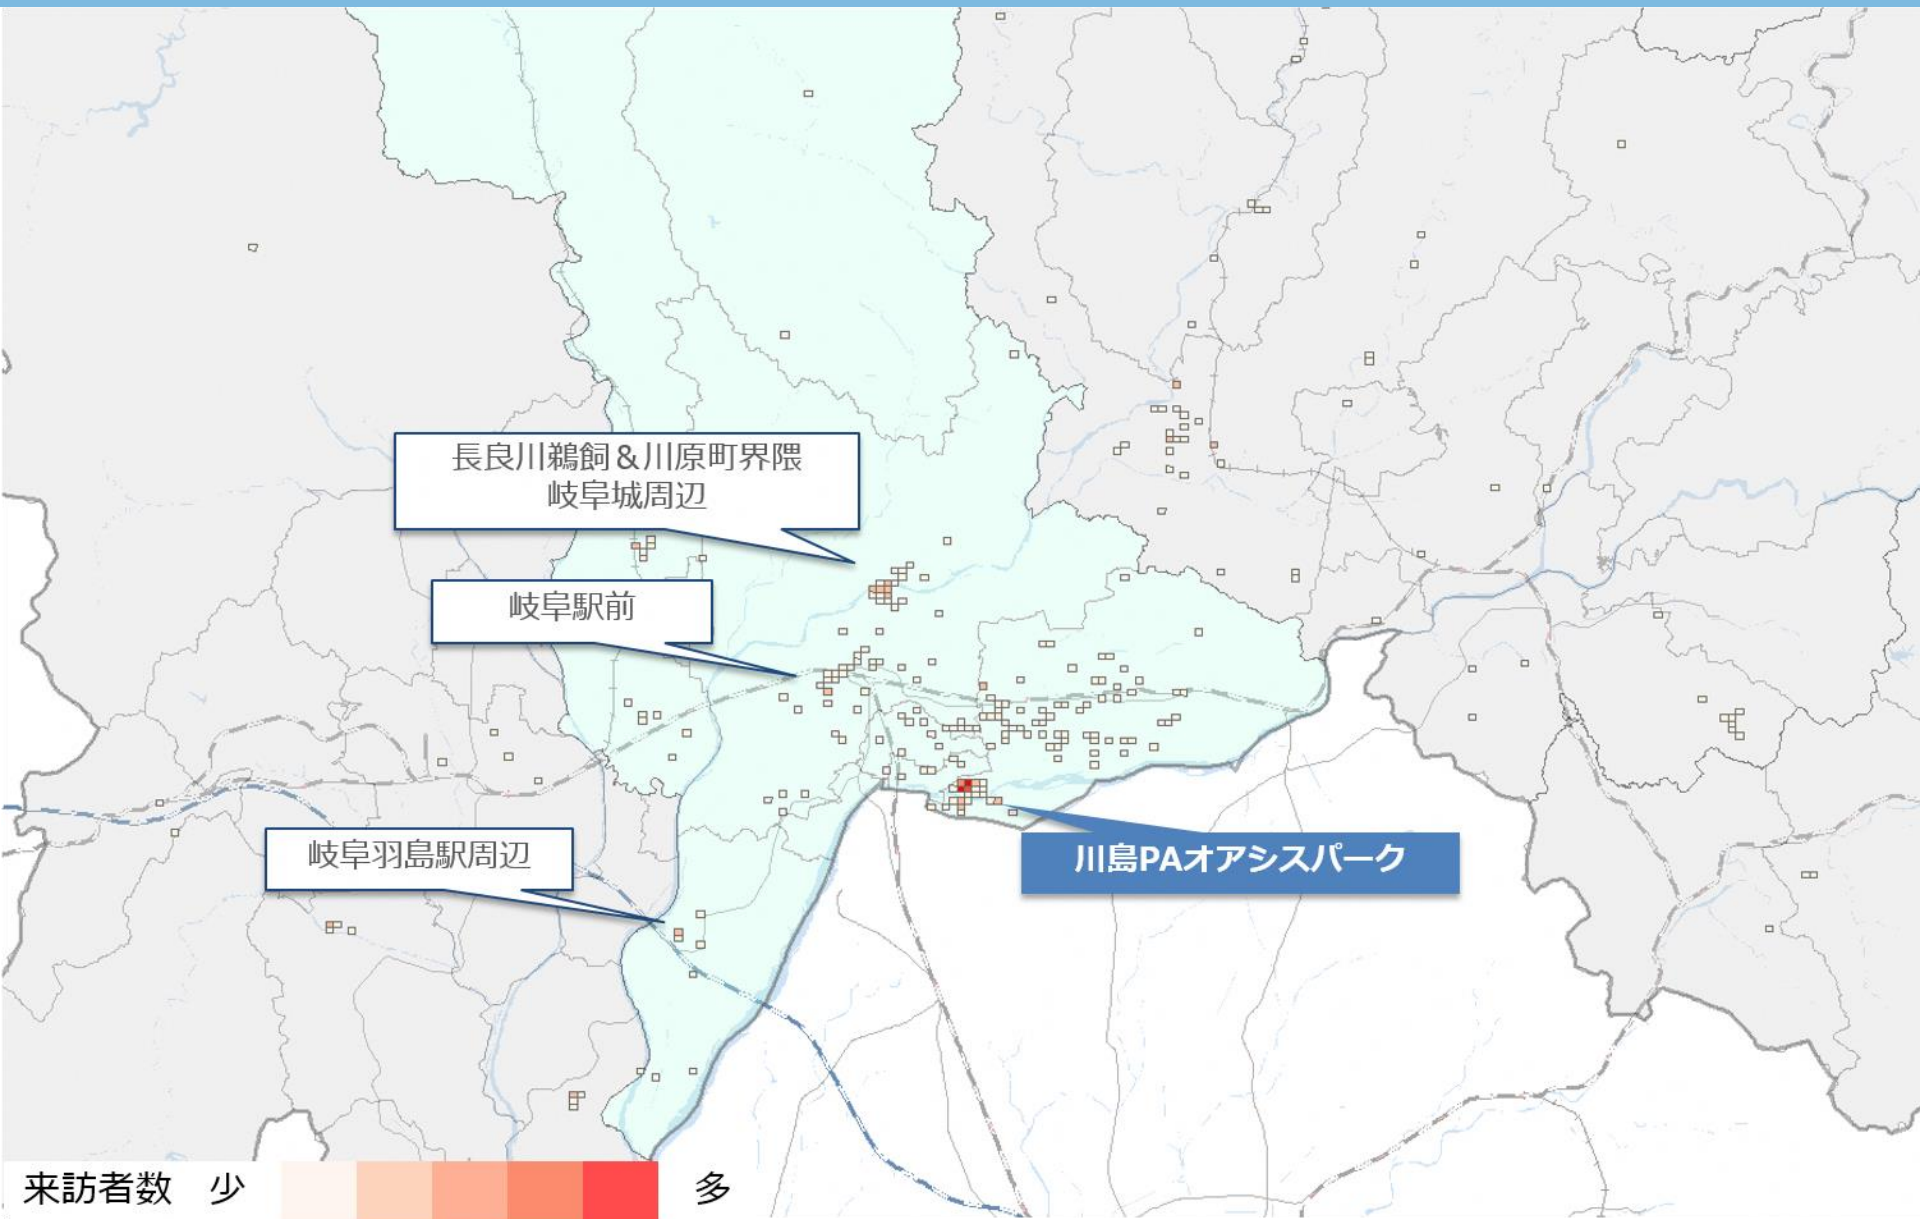 長良川鵜飼＆川原町界隈
岐阜城周辺
岐阜駅前
岐阜羽島駅周辺
川島PAオアシスパーク
来訪者数 少 多